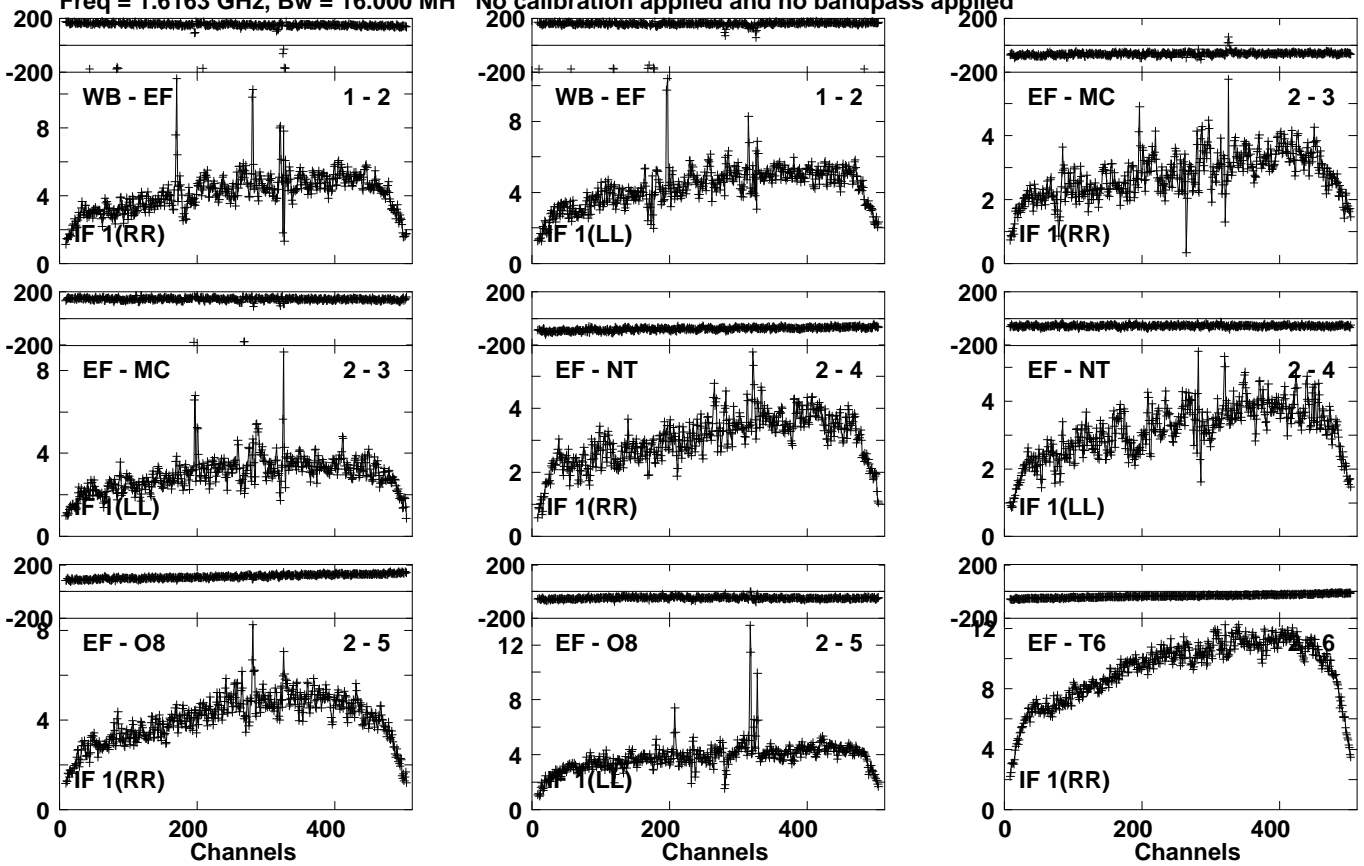 Freq = 1.6163 GHz, Bw = 16.000 MH No calibration applied and no bandpass applied
200 200 200
-200 -200 -200
WB - EF 1 - 2 WB - EF 1 - 2 EF - MC 2 - 3
8 8 4
4 4 2
IF 1(RR) IF 1(LL) IF 1(RR)
0 0 0
200 200 200
-200 -200 -200
EF - MC 2 - 3 EF - NT 2 - 4 EF - NT 2 - 4
8 4 4
4 2 2
IF 1(LL) IF 1(RR) IF 1(LL)
0 0 0
200 200 200
-200 -200 -200
8 12 12
EF - O8 2 - 5 EF - O8 2 - 5 EF - T6 2 - 6
8 8
4 4 4
IF 1(RR) IF 1(LL) IF 1(RR)
0 0 0
0 200 400 0 200 400 0 200 400
Channels Channels Channels